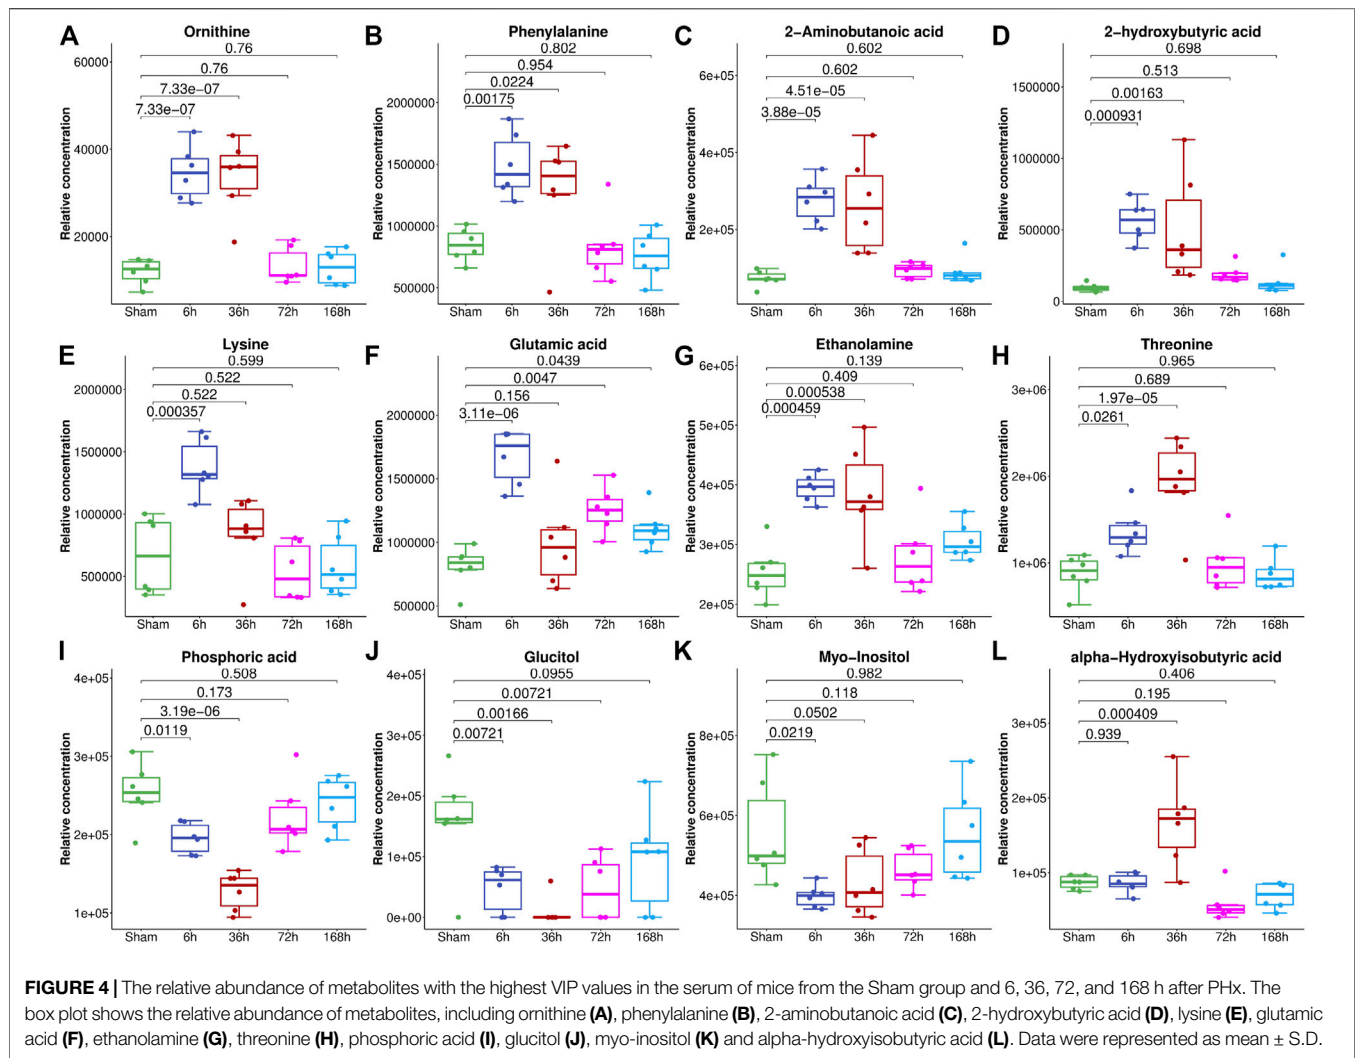 A Ornithine
0.76
0.76
7.33e−07
7.33e−07
60000
40000
20000
Relative concentration
Sham 6h 36h 72h 168h
B Phenylalanine
0.802
0.954
0.0224
0.00175
2000000
1500000
1000000
500000
Relative concentration
Sham 6h 36h 72h 168h
C 2−Aminobutanoic acid
0.602
0.602
4.51e−05
3.88e−05
6e+05
4e+05
2e+05
Relative concentration
Sham 6h 36h 72h 168h
D 2−hydroxybutyric acid
0.698
0.513
0.00163
0.000931
1500000
1000000
500000
0
Relative concentration
Sham 6h 36h 72h 168h
E Lysine
0.599
0.522
0.522
0.000357
2000000
1500000
1000000
500000
Relative concentration
Sham 6h 36h 72h 168h
F Glutamic acid
0.0439
0.0047
0.156
3.11e−06
2000000
1500000
1000000
500000
Relative concentration
Sham 6h 36h 72h 168h
G Ethanolamine
0.139
0.409
0.000538
0.000459
6e+05
5e+05
4e+05
3e+05
2e+05
Relative concentration
Sham 6h 36h 72h 168h
H Threonine
0.965
0.689
1.97e−05
0.0261
3e+06
2e+06
1e+06
Relative concentration
Sham 6h 36h 72h 168h
I Phosphoric acid
0.508
0.173
3.19e−06
0.0119
4e+05
3e+05
2e+05
1e+05
Relative concentration
Sham 6h 36h 72h 168h
J Glucitol
0.0955
0.00721
0.00166
0.00721
4e+05
3e+05
2e+05
1e+05
0e+00
Relative concentration
Sham 6h 36h 72h 168h
K Myo−Inositol
0.982
0.118
0.0502
0.0219
8e+05
6e+05
4e+05
Relative concentration
Sham 6h 36h 72h 168h
L alpha−Hydroxyisobutyric acid
0.406
0.195
0.000409
0.939
3e+05
2e+05
1e+05
Relative concentration
Sham 6h 36h 72h 168h
FIGURE 4 | The relative abundance of metabolites with the highest VIP values in the serum of mice from the Sham group and 6, 36, 72, and 168 h after PHx. The
box plot shows the relative abundance of metabolites, including ornithine (A), phenylalanine (B), 2-aminobutanoic acid (C), 2-hydroxybutyric acid (D), lysine (E), glutamic
acid (F), ethanolamine (G), threonine (H), phosphoric acid (I), glucitol (J), myo-inositol (K) and alpha-hydroxyisobutyric acid (L). Data were represented as mean ± S.D.